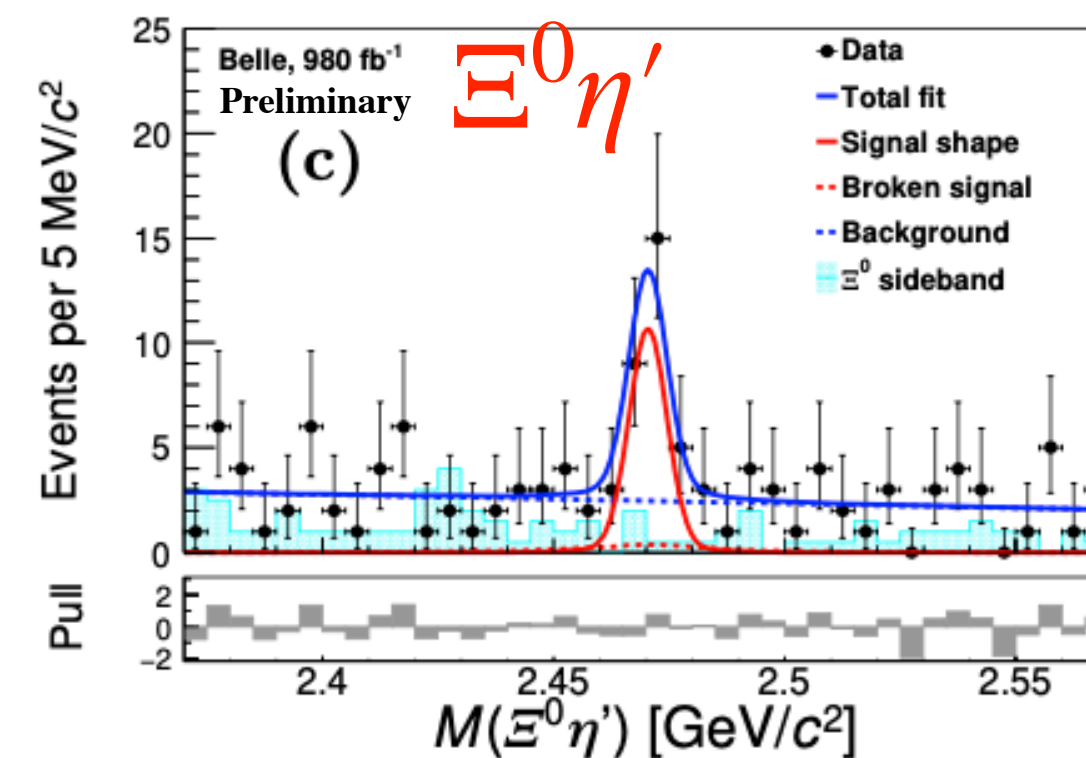 Ξ⁰η′
Belle, 980 fb⁻¹
Preliminary
(c)
Data
Total fit
Signal shape
Broken signal
Background
Ξ⁰ sideband
Events per 5 MeV/c²
25
20
15
10
5
0
Pull
2
0
−2
2.4 2.45 2.5 2.55
M(Ξ⁰η’) [GeV/c²]